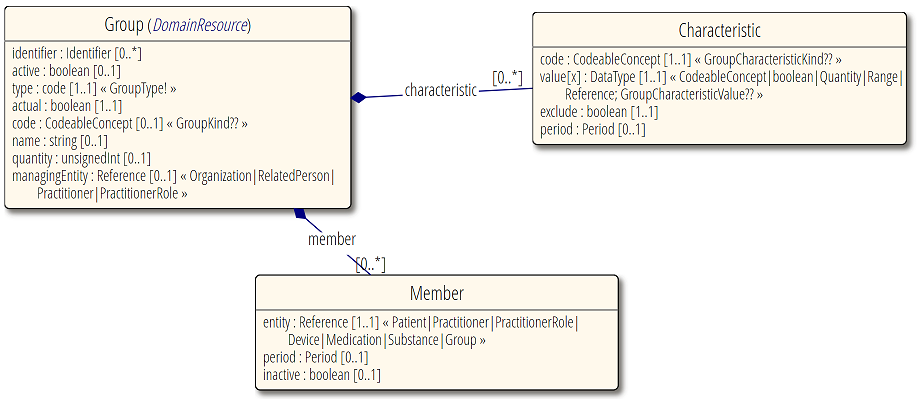 Group (DomainResource)
identifier : Identifier [0..*]
active : boolean [0..1]
type : code [1..1] « GroupType! »
actual : boolean [1..1]
code : CodeableConcept [0..1] « GroupKind?? »
name : string [0..1]
quantity : unsignedInt [0..1]
managingEntity : Reference [0..1] « Organization|RelatedPerson|
Practitioner|PractitionerRole »
characteristic
[0..*]
Characteristic
code : CodeableConcept [1..1] « GroupCharacteristicKind?? »
value[x] : DataType [1..1] « CodeableConcept|boolean|Quantity|Range|
Reference; GroupCharacteristicValue?? »
exclude : boolean [1..1]
period : Period [0..1]
member
[0..*]
Member
entity : Reference [1..1] « Patient|Practitioner|PractitionerRole|
Device|Medication|Substance|Group »
period : Period [0..1]
inactive : boolean [0..1]